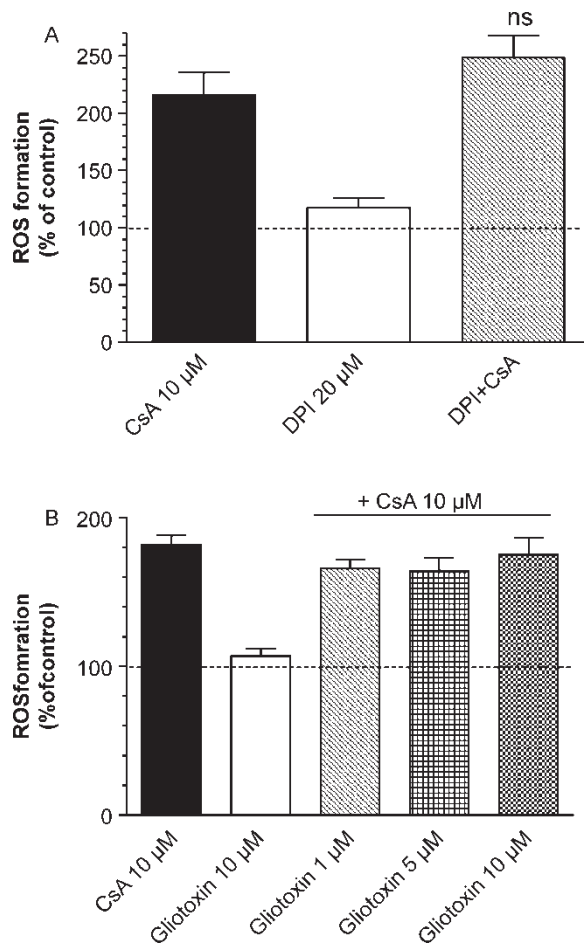 A
ns
ROS formation
(% of control)
250
200
150
100
50
0
CsA 10 µM
DPI 20 µM
DPI+CsA
B
+ CsA 10 µM
ROSfomration
(%ofcontrol)
200
100
0
CsA 10 µM
Gliotoxin 10 µM
Gliotoxin 1 µM
Gliotoxin 5 µM
Gliotoxin 10 µM